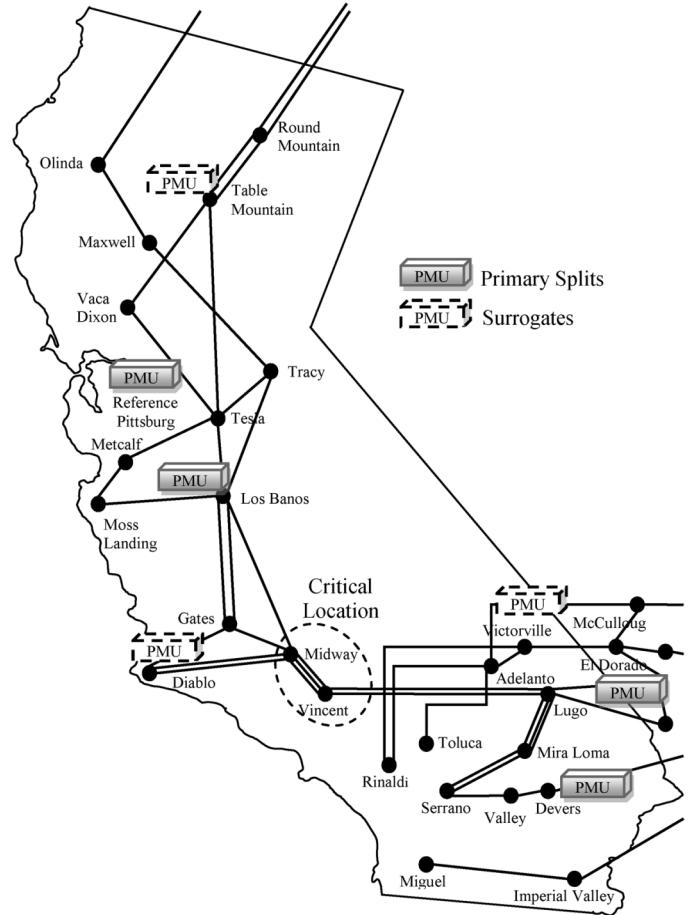 Round
Mountain
Olinda
PMU
Table
Mountain
Maxwell
PMU
Primary Splits
Vaca
Dixon
PMU
Surrogates
PMU
Tracy
Reference
Pittsburg
Tesla
Metcalf
PMU
Los Banos
Moss
Landing
Critical
Location
PMU
Gates
McCulloug
Victorville
PMU
Midway
El Dorado
Adelanto
Diablo
PMU
Vincent
Lugo
Toluca
Mira Loma
Rinaldi
PMU
Serrano
Devers
Valley
Miguel
Imperial Valley